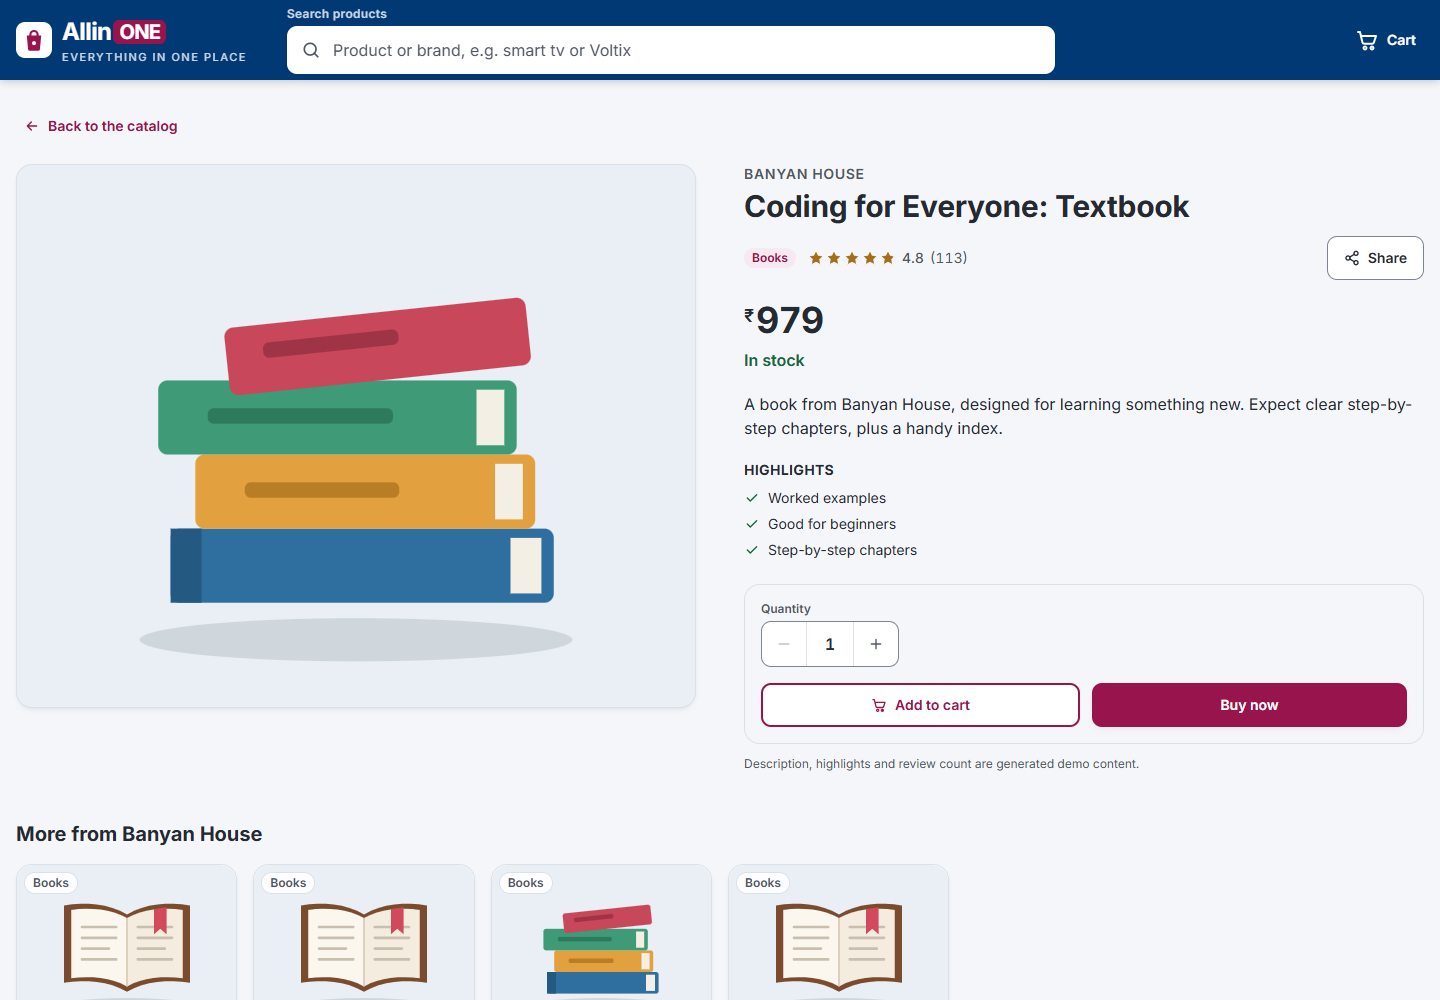 Allin ONE
EVERYTHING IN ONE PLACE
Search products
Product or brand, e.g. smart tv or Voltix
Cart
Back to the catalog
BANYAN HOUSE
Coding for Everyone: Textbook
Books
4.8 (113)
Share
₹979
In stock
A book from Banyan House, designed for learning something new. Expect clear step-by-
step chapters, plus a handy index.
HIGHLIGHTS
Worked examples
Good for beginners
Step-by-step chapters
Quantity
1
Add to cart
Buy now
Description, highlights and review count are generated demo content.
More from Banyan House
Books
Books
Books
Books